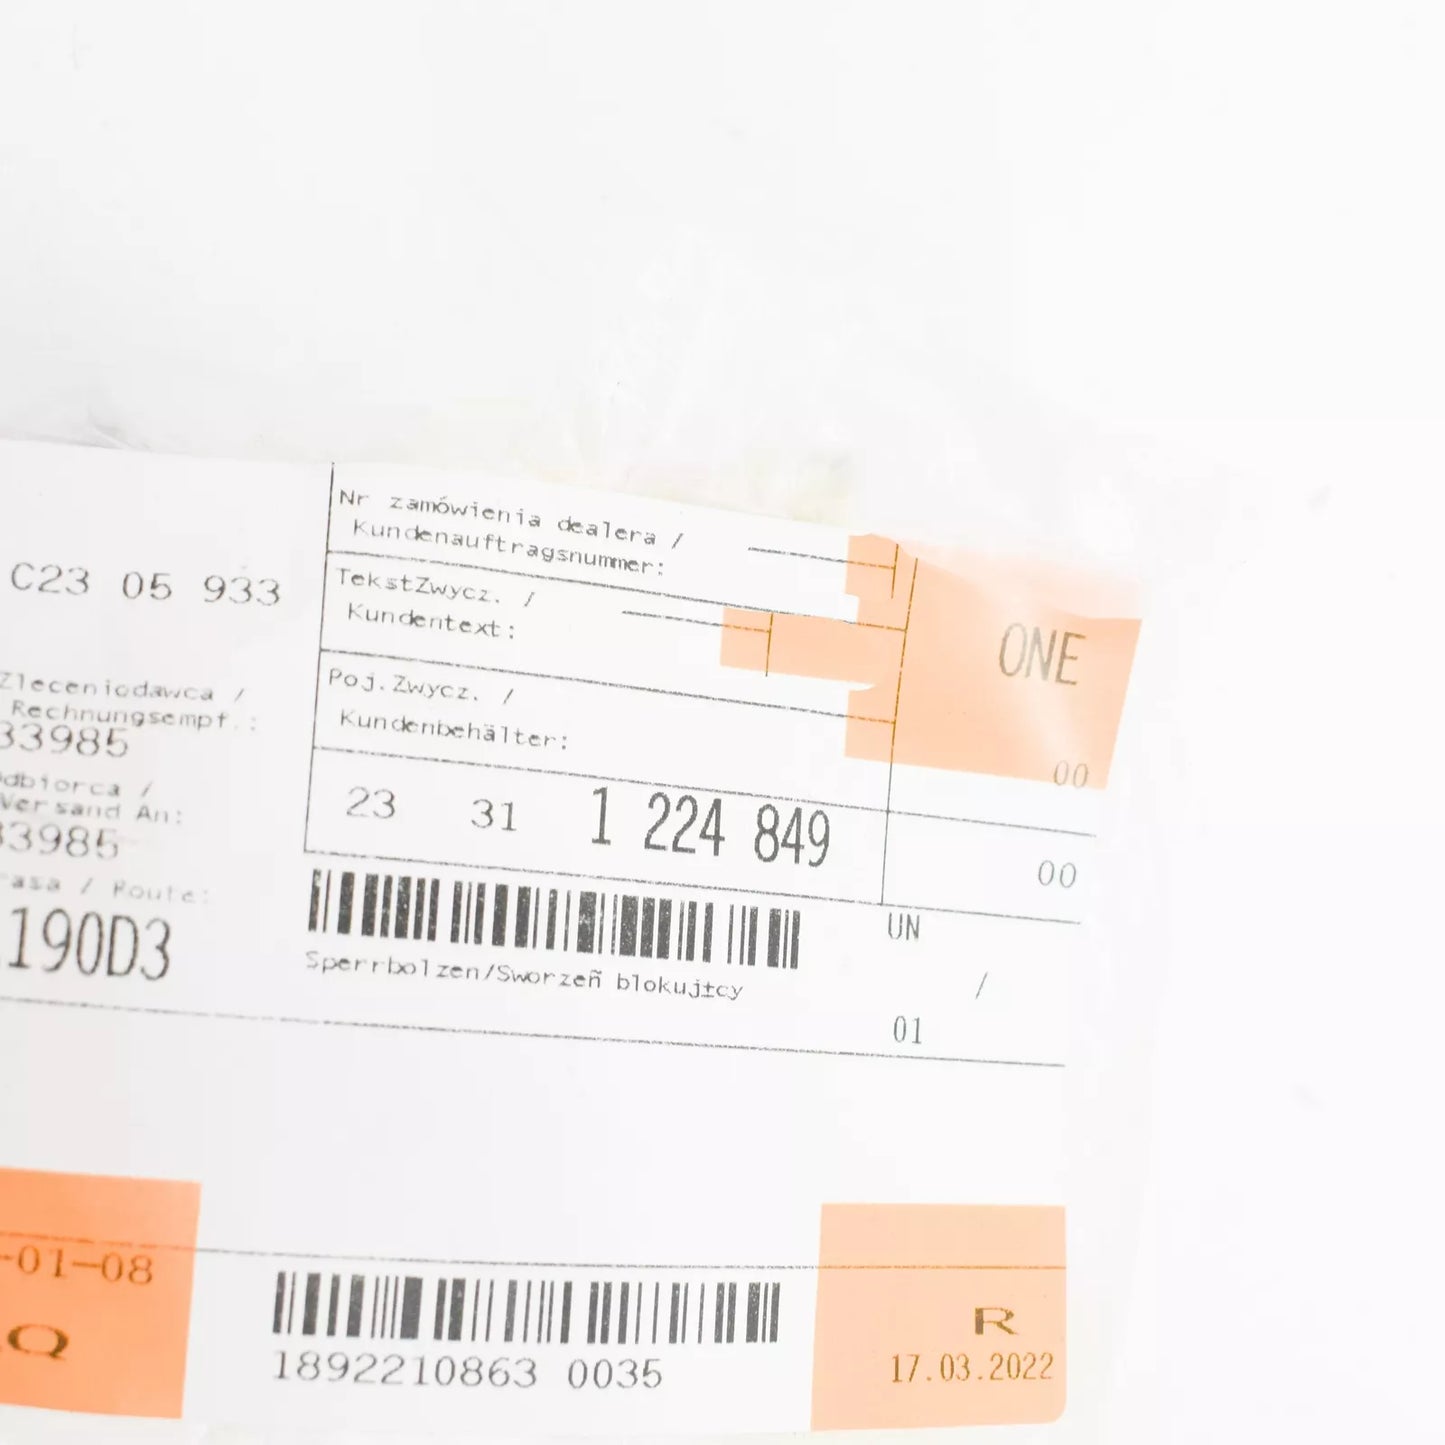 C23 05 933
Zleceniodawca /
Rechnungsempf.:
33985
Odbiorca /
Versand An:
33985
rasa / Route:
190D3
Nr zamówienia dealera /
Kundenauftragsnummer:
TekstZwycz. /
Kundentext:
Poj.Zwycz. /
Kundenbehälter:
23 31 1 224 849
Sperrbolzen/Sworzeñ blokuj±cy
ONE
00
00
UN
/
01
-01-08
Q
1892210863 0035
R
17.03.2022